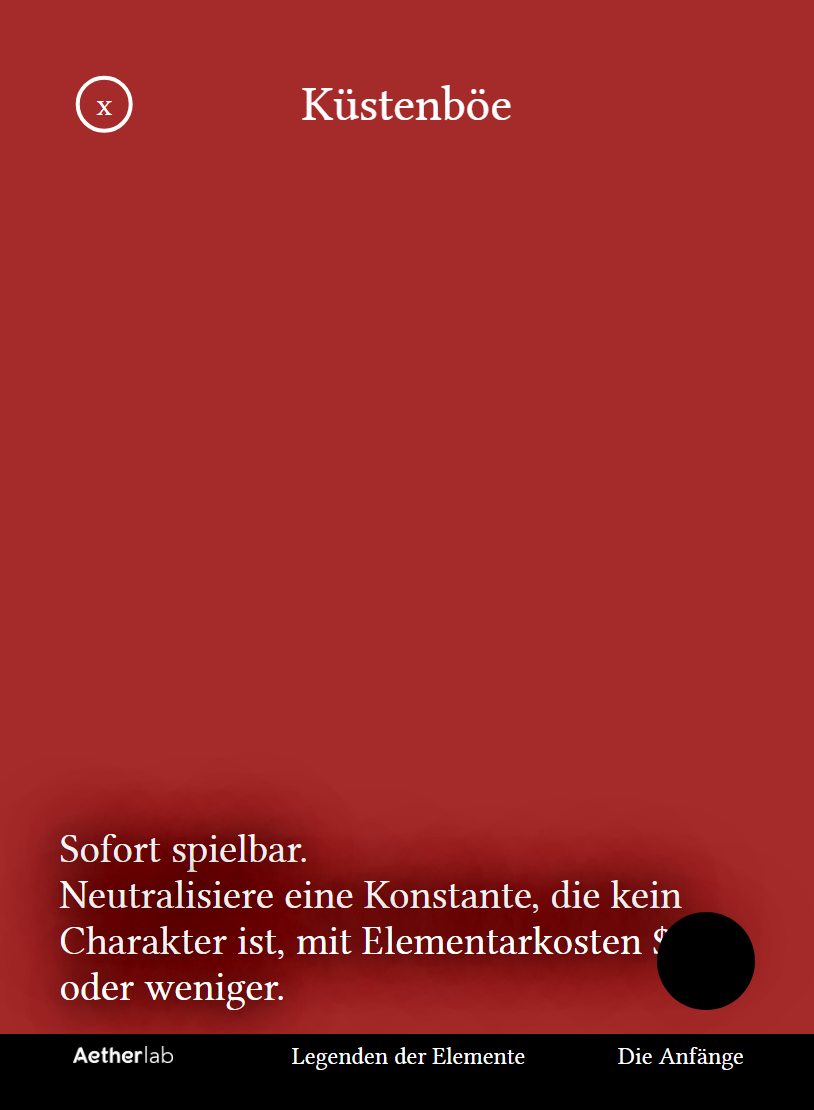 x
Küstenböe
Sofort spielbar.
Neutralisiere eine Konstante, die kein
Charakter ist, mit Elementarkosten
oder weniger.
Aetherlab
Legenden der Elemente
Die Anfänge